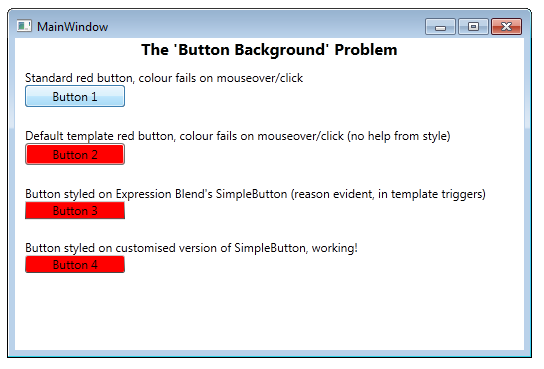 MainWindow
The 'Button Background' Problem
Standard red button, colour fails on mouseover/click
Button 1
Default template red button, colour fails on mouseover/click (no help from style)
Button 2
Button styled on Expression Blend's SimpleButton (reason evident, in template triggers)
Button 3
Button styled on customised version of SimpleButton, working!
Button 4